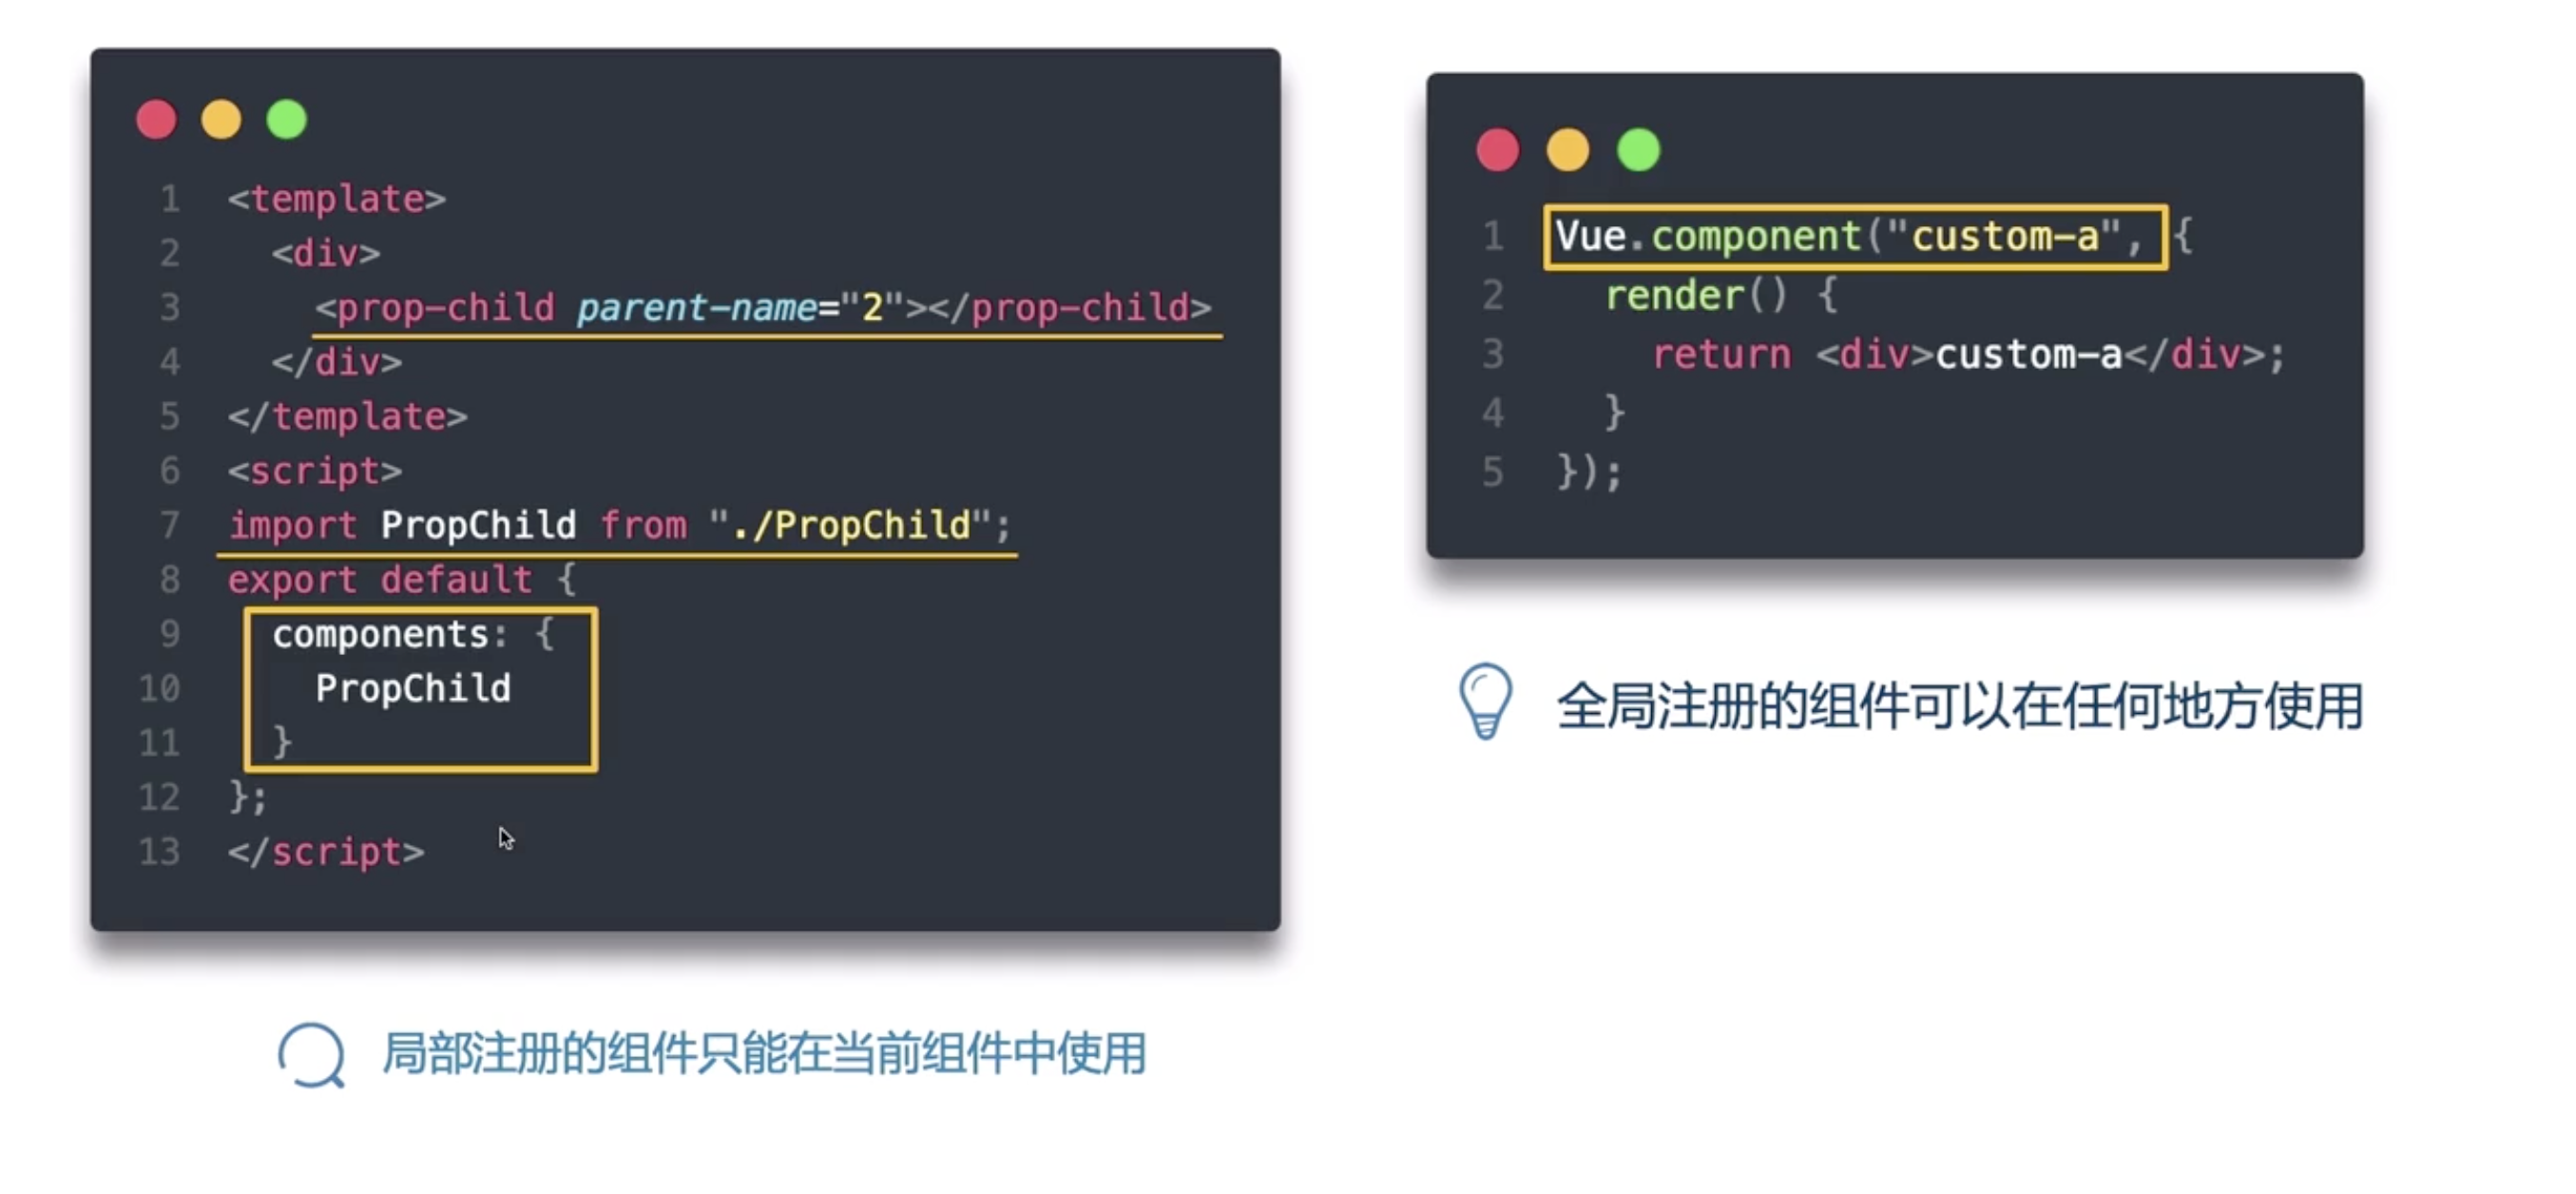 1 <template>
2   <div>
3     <prop-child parent-name="2"></prop-child>
4   </div>
5 </template>
6 <script>
7 import PropChild from "./PropChild";
8 export default {
9   components: {
10     PropChild
11   }
12 };
13 </script>
局部注册的组件只能在当前组件中使用
1 Vue.component("custom-a", {
2   render() {
3     return <div>custom-a</div>;
4   }
5 });
全局注册的组件可以在任何地方使用